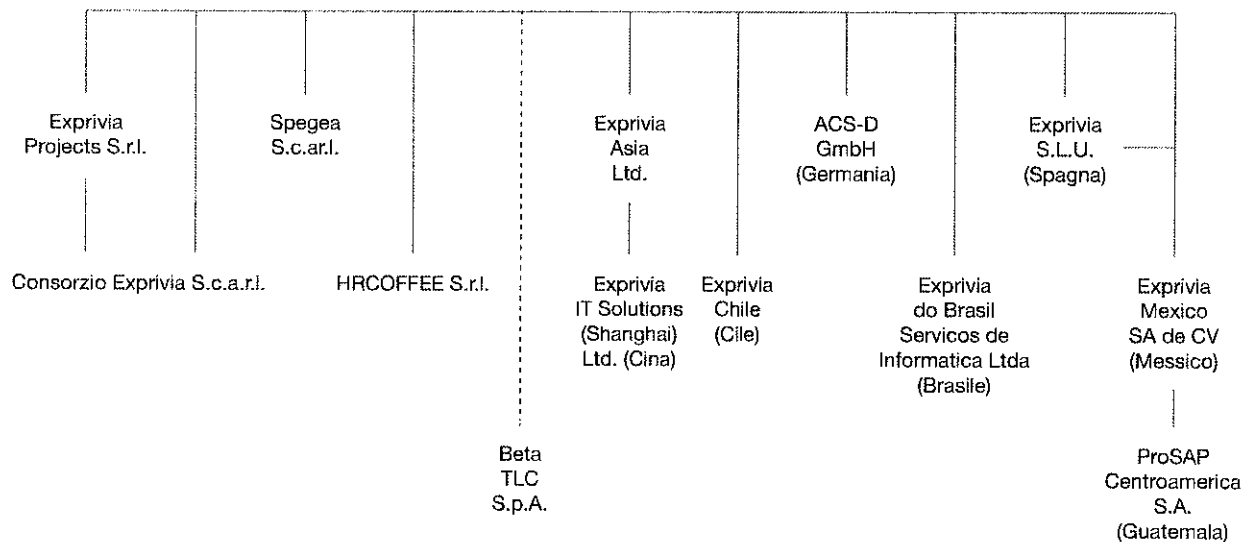 Exprivia
Projects S.r.l.
Spegea
S.c.ar.l.
Exprivia
Asia
Ltd.
ACS-D
GmbH
(Germania)
Exprivia
S.L.U.
(Spagna)
Consorzio Exprivia S.c.a.r.l.
HRCOFFEE S.r.l.
Exprivia
IT Solutions
(Shanghai)
Ltd. (Cina)
Exprivia
Chile
(Cile)
Exprivia
do Brasil
Servicos de
Informatica Ltda
(Brasile)
Exprivia
Mexico
SA de CV
(Messico)
Beta
TLC
S.p.A.
ProSAP
Centroamerica
S.A.
(Guatemala)